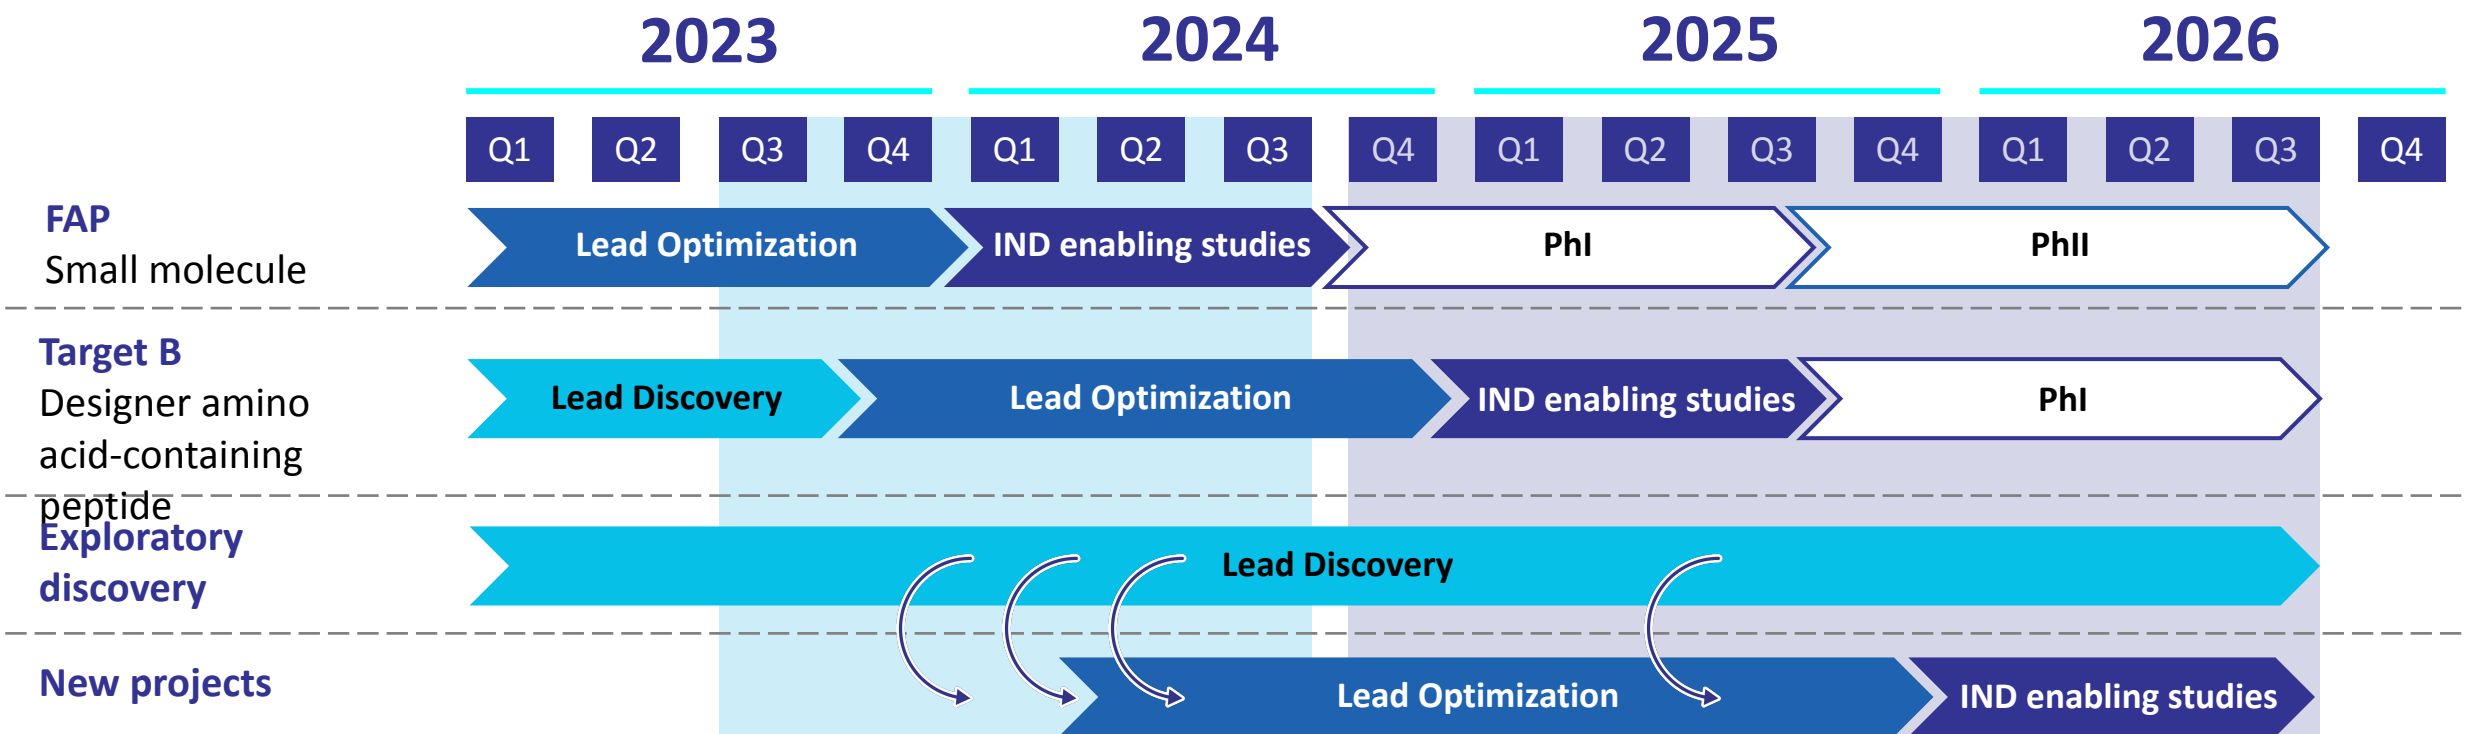 2023 2024 2025 2026
Q1 Q2 Q3 Q4 Q1 Q2 Q3 Q4 Q1 Q2 Q3 Q4 Q1 Q2 Q3 Q4
FAP
Small molecule
Lead Optimization IND enabling studies PhI PhII
Target B
Designer amino
acid-containing
peptide
Lead Discovery Lead Optimization IND enabling studies PhI
Exploratory
discovery
Lead Discovery
New projects
Lead Optimization IND enabling studies